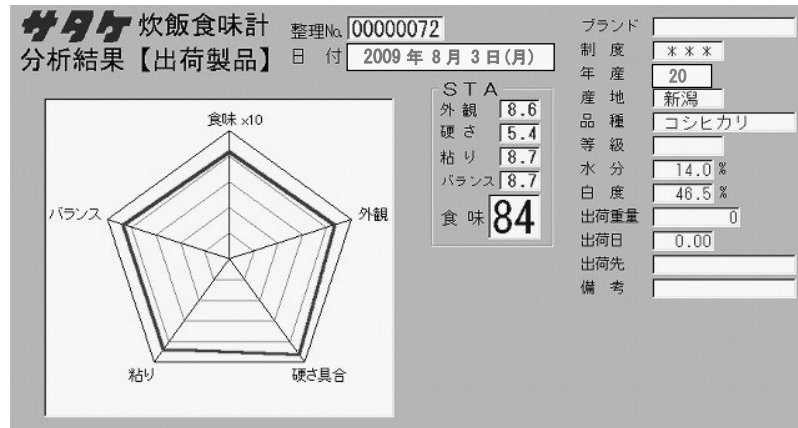 サタケ 炊飯食味計
分析結果【出荷製品】
整理No. 00000072
日 付 2009 年 8 月 3 日(月)
STA
外 観 8.6
硬 さ 5.4
粘 り 8.7
バランス 8.7
食 味 84
食味 x10
外観
硬さ具合
粘り
バランス
ブランド
制 度 ＊＊＊
年 産 20
産 地 新潟
品 種 コシヒカリ
等 級
水 分 14.0 %
白 度 46.5 %
出荷重量 0
出荷日 0.00
出荷先
備 考